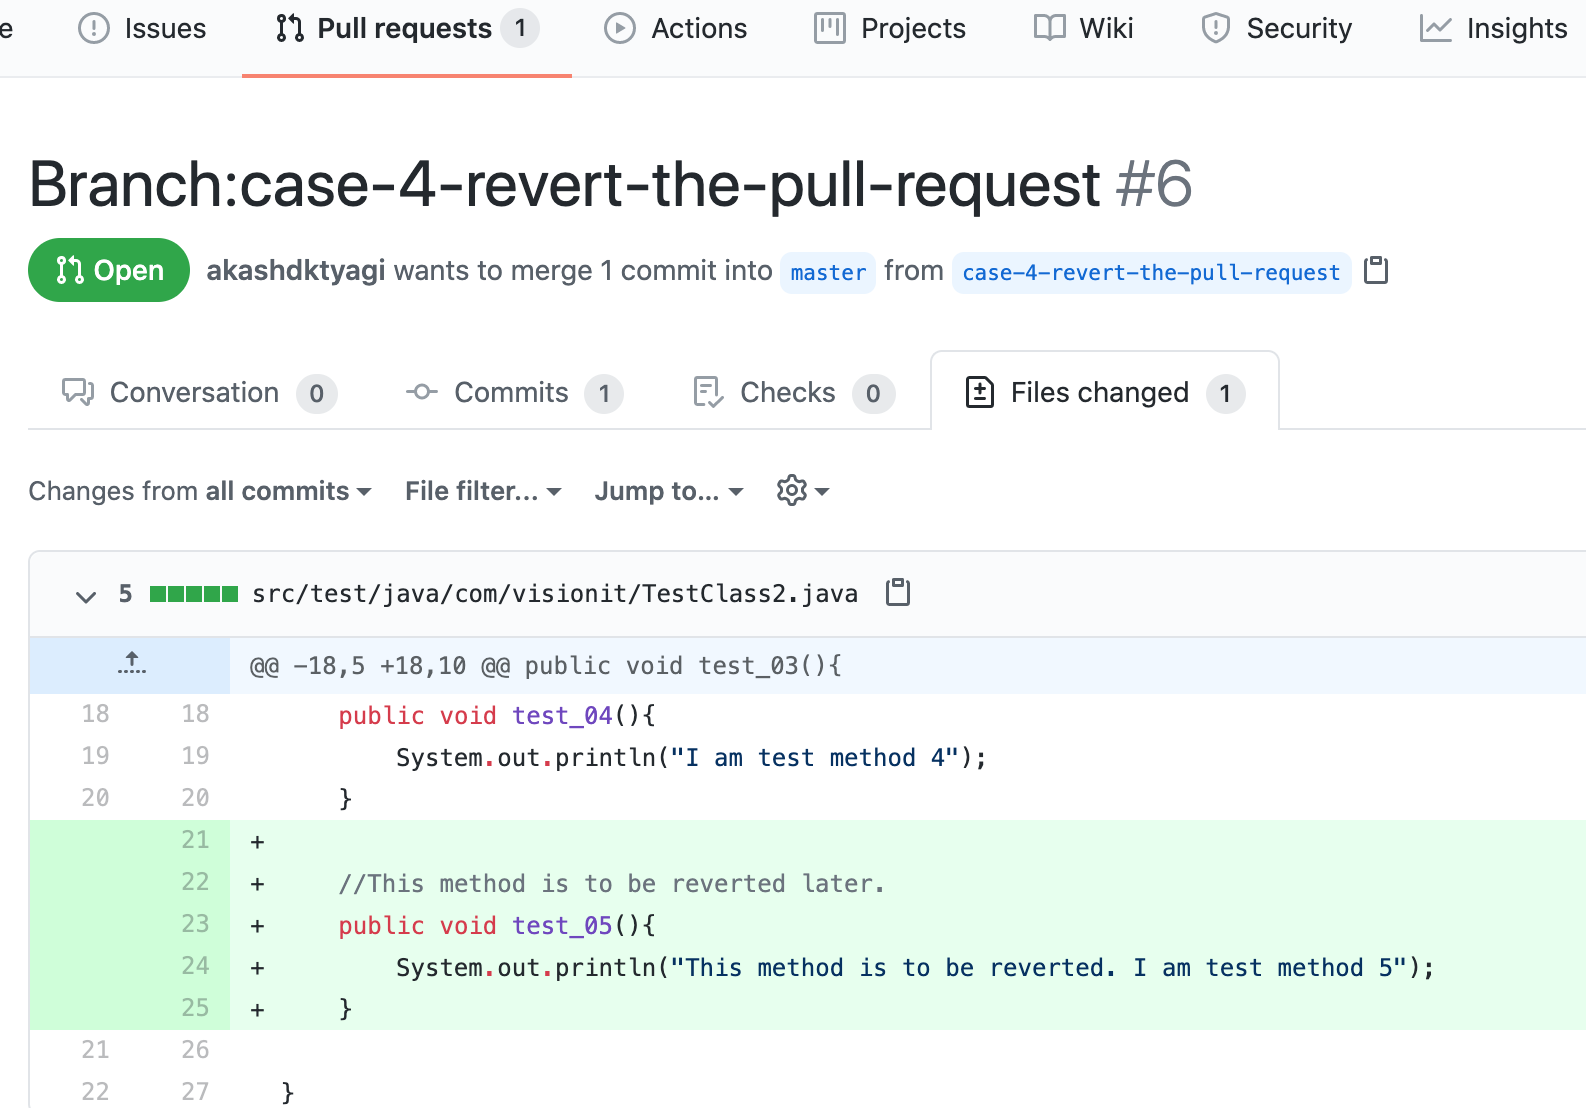 e Issues Pull requests 1 Actions Projects Wiki Security Insights
Branch:case-4-revert-the-pull-request #6
Open akashdktyagi wants to merge 1 commit into master from case-4-revert-the-pull-request
Conversation 0 Commits 1 Checks 0 Files changed 1
Changes from all commits File filter... Jump to...
5 src/test/java/com/visionit/TestClass2.java
@@ -18,5 +18,10 @@ public void test_03(){
18 18 public void test_04(){
19 19 System.out.println("I am test method 4");
20 20 }
21 +
22 + //This method is to be reverted later.
23 + public void test_05(){
24 + System.out.println("This method is to be reverted. I am test method 5");
25 + }
21 26
22 27 }